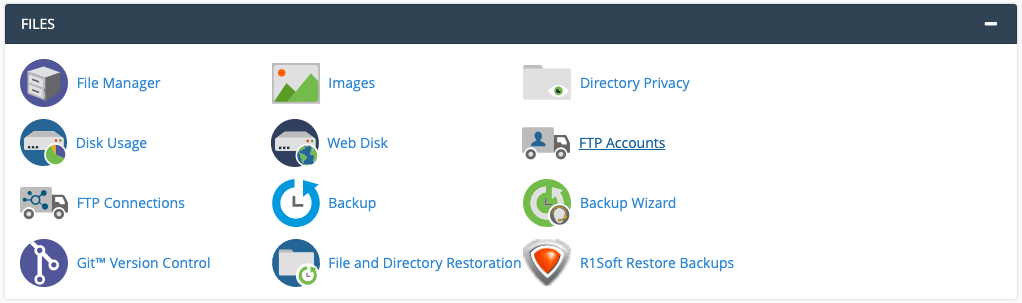 FILES
File Manager
Images
Directory Privacy
Disk Usage
Web Disk
FTP Accounts
FTP Connections
Backup
Backup Wizard
Git™ Version Control
File and Directory Restoration
R1Soft Restore Backups